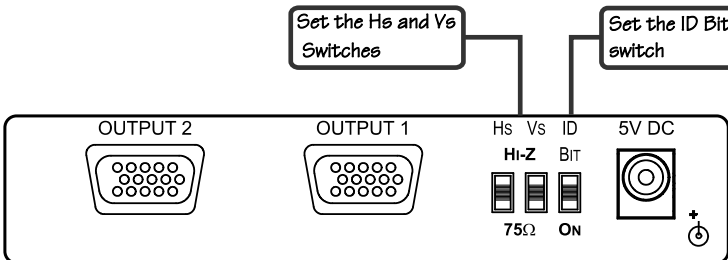 Set the Hs and Vs
Switches
Set the ID Bit
switch
OUTPUT 2
OUTPUT 1
HS VS ID
5V DC
HI-Z BIT
75Ω ON
+